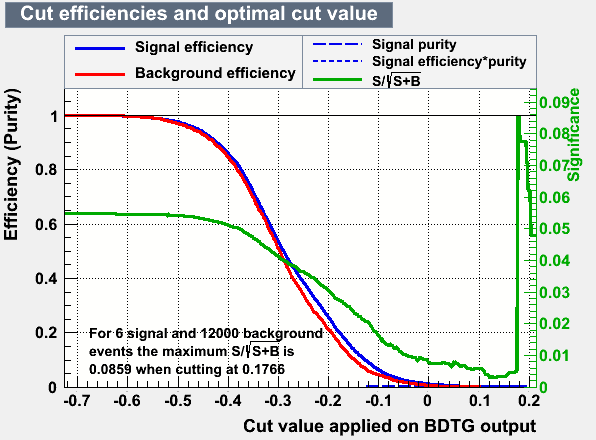 Cut efficiencies and optimal cut value
Signal efficiency
Background efficiency
Signal purity
Signal efficiency*purity
S/√S+B
Efficiency (Purity)
1
0.8
0.6
0.4
0.2
0
0.09
0.08
0.07
0.06
0.05
0.04
0.03
0.02
0.01
0
Significance
For 6 signal and 12000 background
events the maximum S/√S+B is
0.0859 when cutting at 0.1766
-0.7 -0.6 -0.5 -0.4 -0.3 -0.2 -0.1 0 0.1 0.2
Cut value applied on BDTG output